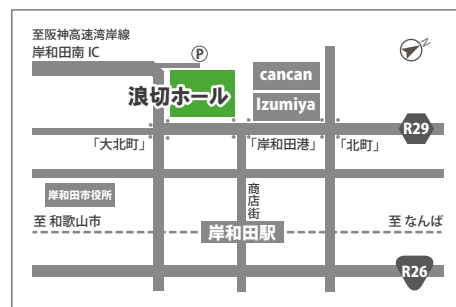 至阪神高速湾岸線
岸和田南 IC
P
Z
cancan
浪切ホール
Izumiya
R29
「大北町」
「岸和田港」
「北町」
岸和田市役所
商店街
至 和歌山市
至 なんば
岸和田駅
R26